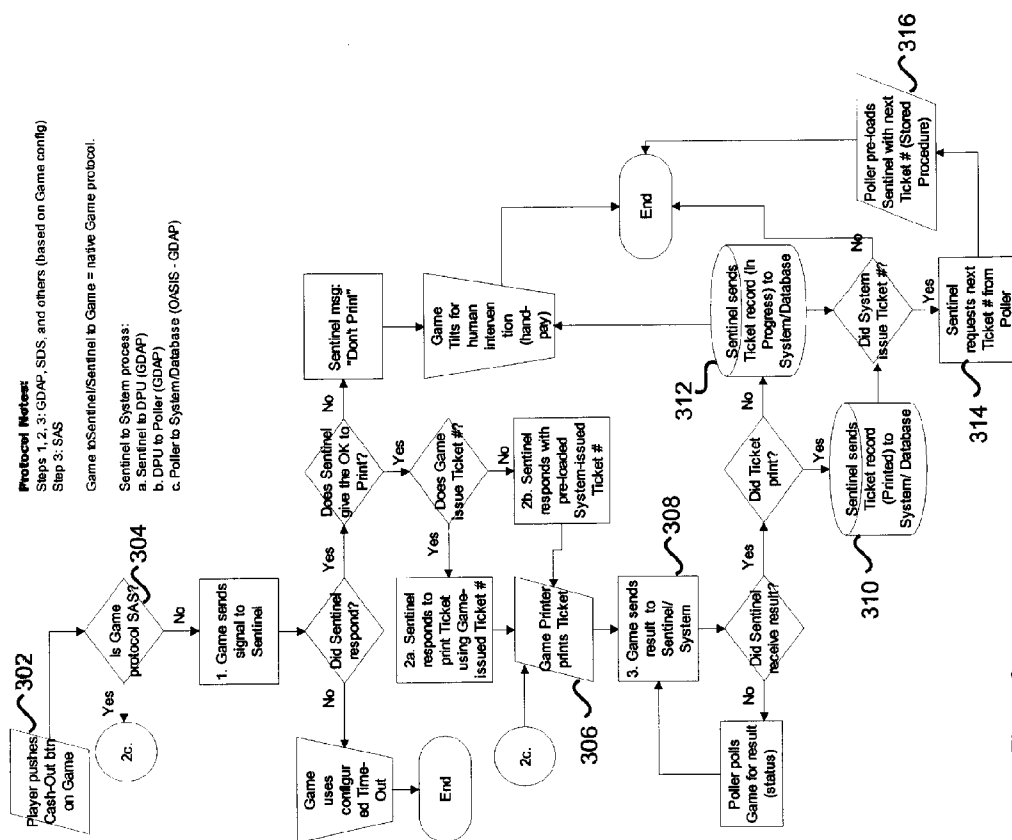 Protocol Notes:
Steps 1, 2, 3: GDAP, SDS, and others (based on Game config)
Step 3: SAS
Game toSentinel/Sentinel to Game = native Game protocol.
Sentinel to System process:
a. Sentinel to DPU (GDAP)
b. DPU to Poller (GDAP)
c. Poller to System/Database (OASIS - GDAP)
302
Player pushes
Cash-Out btn
on Game
304
Is Game
protocol SAS?
Yes
2c.
No
1. Game sends
signal to
Sentinel
Did Sentinel
respond?
No
Game
uses
configur
ed Time-
Out
End
Yes
Does Sentinel
give the OK to
Print?
No
Sentinel msg:
"Don't Print"
Game
Tilts for
human
interven
tion
(hand-
pay)
End
Yes
Does Game
issue Ticket #?
Yes
2a. Sentinel
responds to
print Ticket
using Game-
issued Ticket #
No
2b. Sentinel
responds with
pre-loaded
System-issued
Ticket #
Game Printer
prints Ticket
306
2c.
308
3. Game sends
result to
Sentinel/
System
Did Sentinel
receive result?
No
Poller polls
Game for result
(status)
Yes
Did Ticket
print?
No
312
Sentinel sends
Ticket record (In
Progress) to
System/Database
Yes
310
Sentinel sends
Ticket record
(Printed) to
System/ Database
Did System
issue Ticket #?
No
Yes
314
Sentinel
requests next
Ticket # from
Poller
316
Poller pre-loads
Sentinel with next
Ticket # (Stored
Procedure)